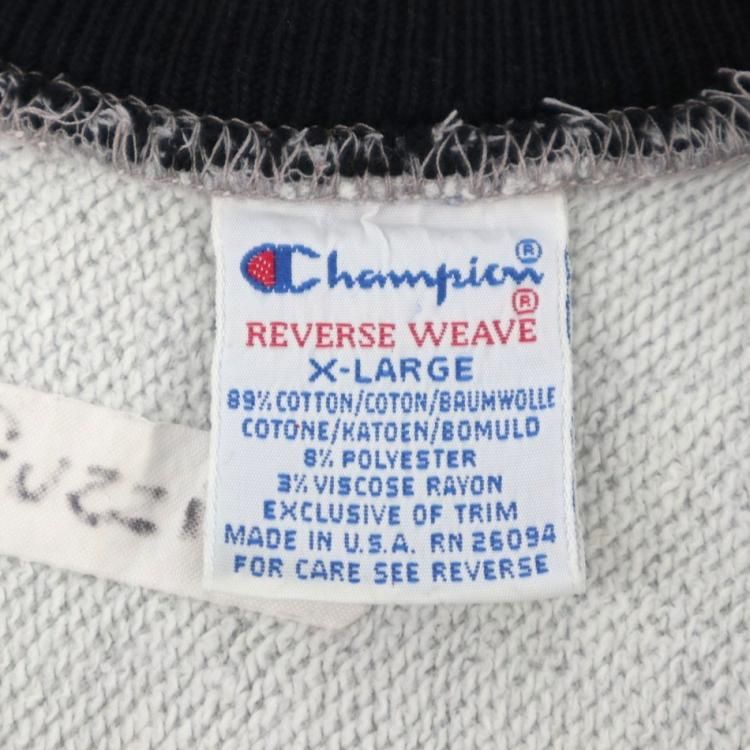 Champion®
REVERSE WEAVE®
X-LARGE
89% COTTON/COTON/BAUMWOLLE
COTONE/KATOEN/BOMULD
8% POLYESTER
3% VISCOSE RAYON
EXCLUSIVE OF TRIM
MADE IN U.S.A. RN 26094
FOR CARE SEE REVERSE